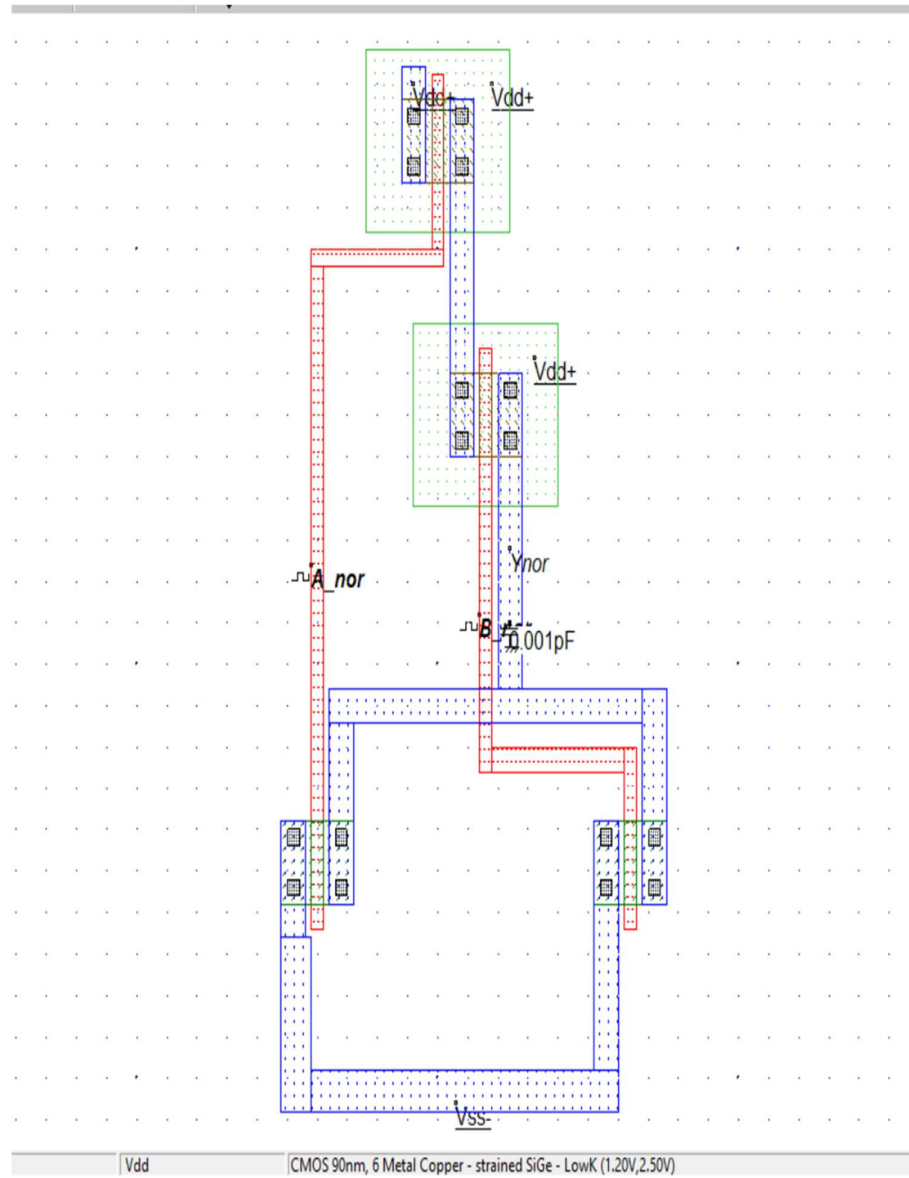 Vdd+ Vdd+
Vdd+
Ynor
A_nor
0.001pF
Vss-
Vdd CMOS 90nm, 6 Metal Copper - strained SiGe - LowK (1.20V,2.50V)